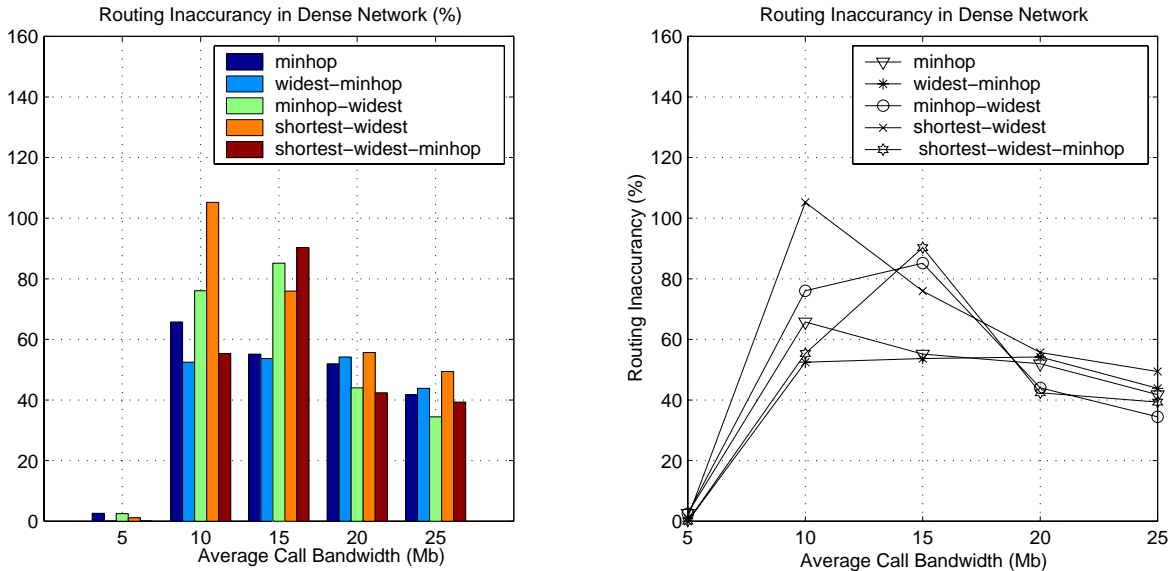 Routing Inaccurancy in Dense Network (%)
160
140
120
100
80
60
40
20
0
minhop
widest−minhop
minhop−widest
shortest−widest
shortest−widest−minhop
5 10 15 20 25
Average Call Bandwidth (Mb)
Routing Inaccurancy in Dense Network
Routing Inaccurancy (%)
160
140
120
100
80
60
40
20
0
minhop
widest−minhop
minhop−widest
shortest−widest
shortest−widest−minhop
5 10 15 20 25
Average Call Bandwidth (Mb)